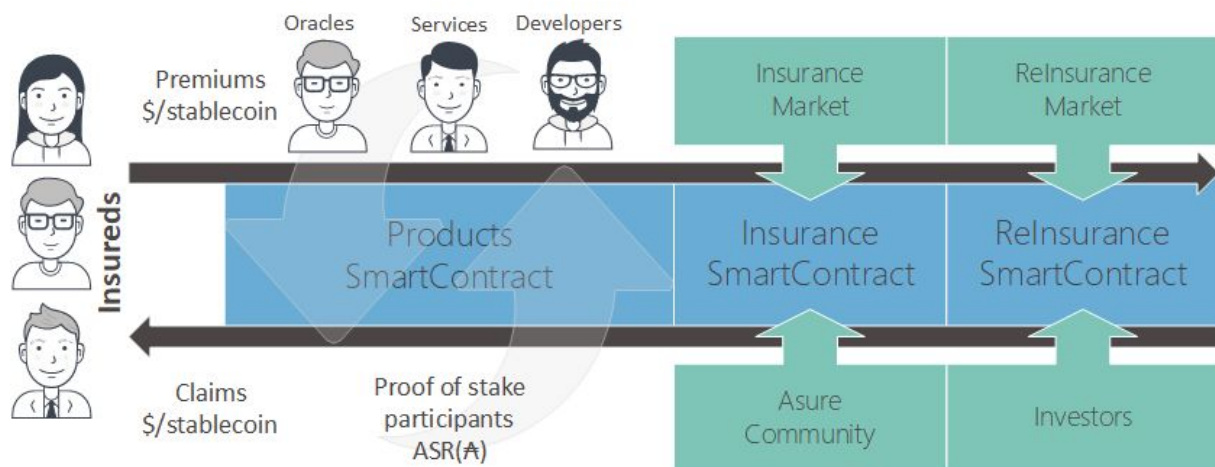 Oracles
Services
Developers
Premiums
$/stablecoin
Insurance
Market
ReInsurance
Market
Insureds
Products
SmartContract
Insurance
SmartContract
ReInsurance
SmartContract
Claims
$/stablecoin
Proof of stake
participants
ASR(₳)
Asure
Community
Investors